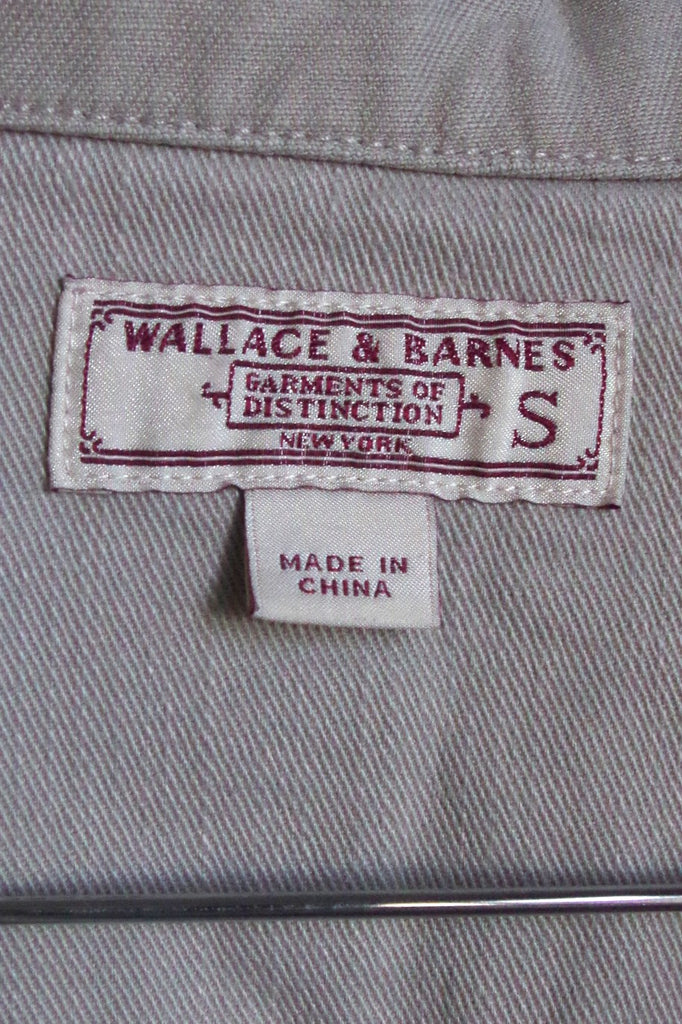 WALLACE & BARNES
GARMENTS OF
DISTINCTION
NEW YORK
S
MADE IN
CHINA